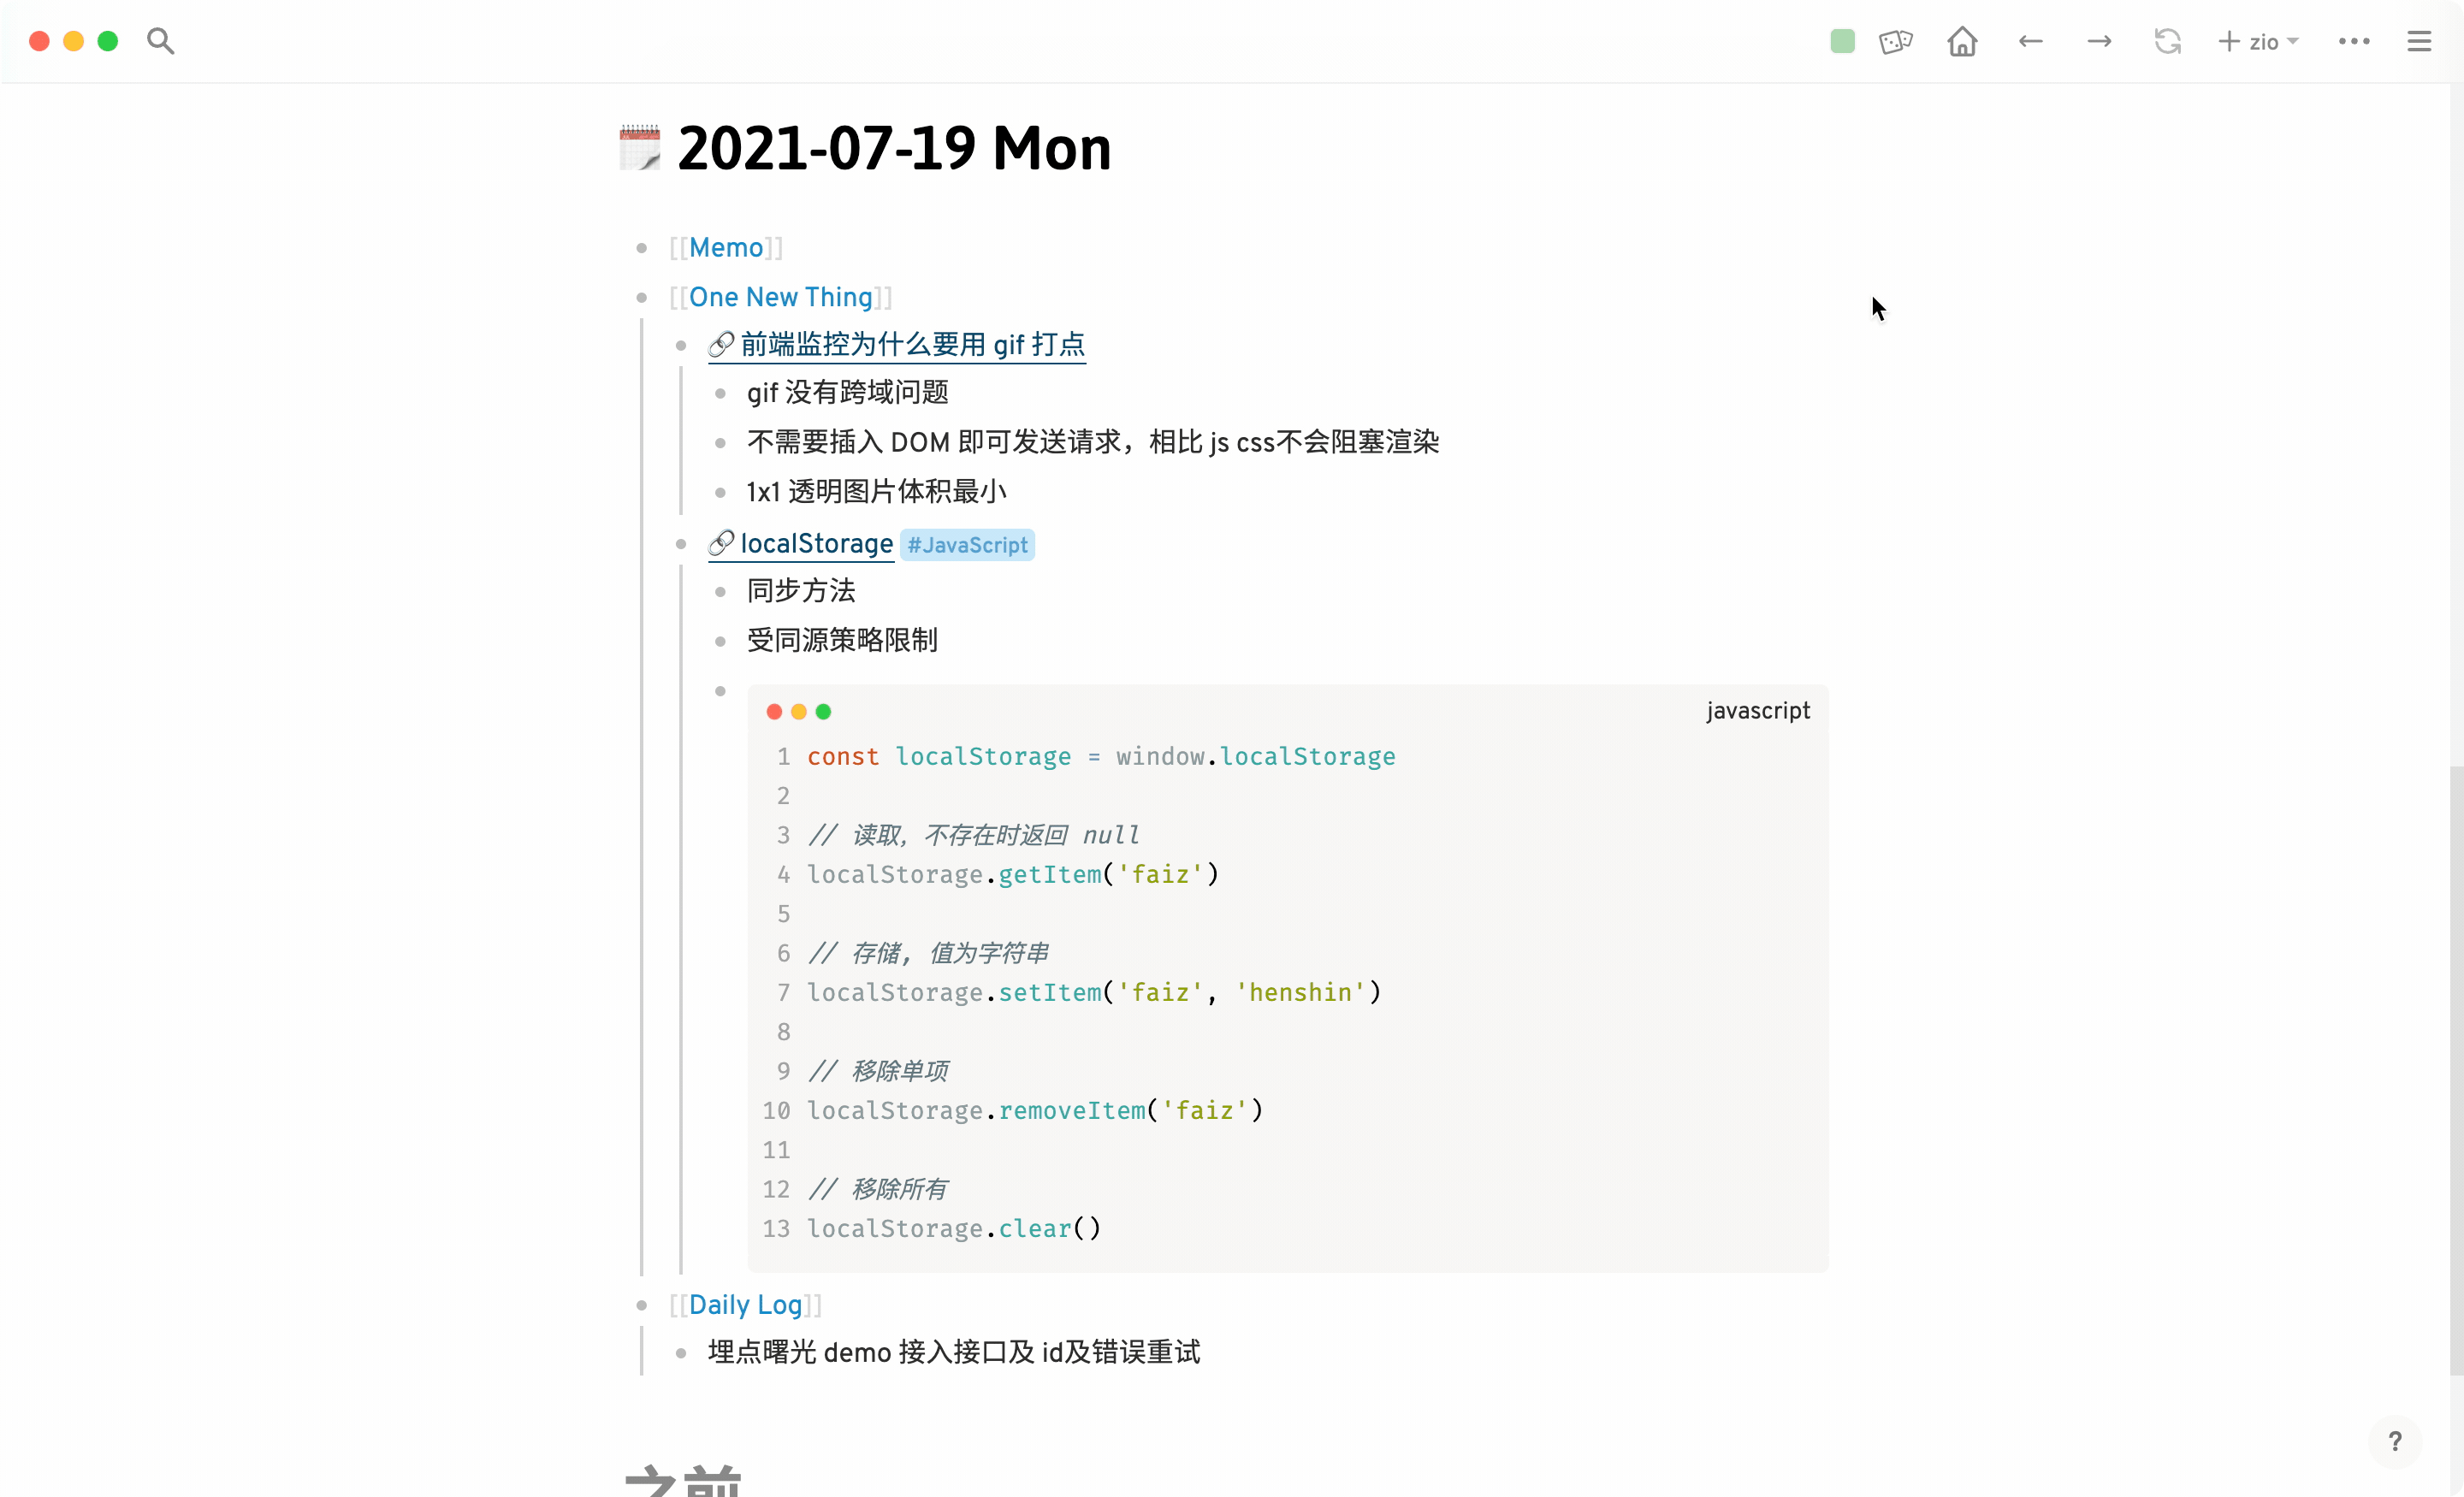 zio
2021-07-19 Mon
[[Memo]]
[[One New Thing]]
前端监控为什么要用 gif 打点
gif 没有跨域问题
不需要插入 DOM 即可发送请求，相比 js css不会阻塞渲染
1x1 透明图片体积最小
localStorage #JavaScript
同步方法
受同源策略限制
javascript
1 const localStorage = window.localStorage
2
3 // 读取，不存在时返回 null
4 localStorage.getItem('faiz')
5
6 // 存储, 值为字符串
7 localStorage.setItem('faiz', 'henshin')
8
9 // 移除单项
10 localStorage.removeItem('faiz')
11
12 // 移除所有
13 localStorage.clear()
[[Daily Log]]
埋点曙光 demo 接入接口及 id及错误重试
?
之前